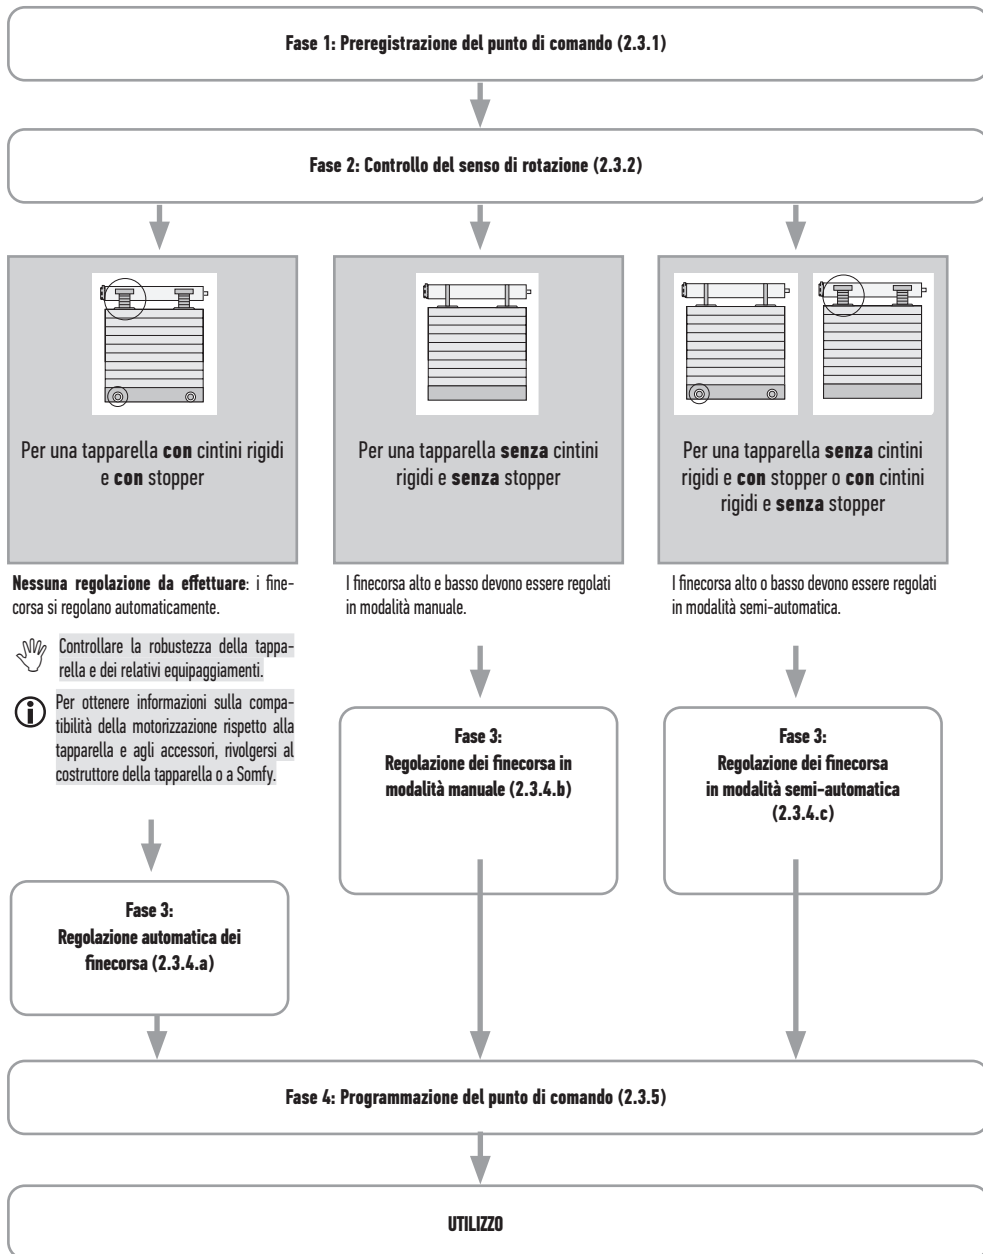 Fase 1: Preregistrazione del punto di comando (2.3.1)
Fase 2: Controllo del senso di rotazione (2.3.2)
Per una tapparella con cintini rigidi
e con stopper
Nessuna regolazione da effettuare: i fine-
corsa si regolano automaticamente.
Controllare la robustezza della tappa-
rella e dei relativi equipaggiamenti.
Per ottenere informazioni sulla compa-
tibilità della motorizzazione rispetto alla
tapparella e agli accessori, rivolgersi al
costruttore della tapparella o a Somfy.
Fase 3:
Regolazione automatica dei
finecorsa (2.3.4.a)
Per una tapparella senza cintini
rigidi e senza stopper
I finecorsa alto e basso devono essere regolati
in modalità manuale.
Fase 3:
Regolazione dei finecorsa in
modalità manuale (2.3.4.b)
Per una tapparella senza cintini
rigidi e con stopper o con cintini
rigidi e senza stopper
I finecorsa alto o basso devono essere regolati
in modalità semi-automatica.
Fase 3:
Regolazione dei finecorsa
in modalità semi-automatica
(2.3.4.c)
Fase 4: Programmazione del punto di comando (2.3.5)
UTILIZZO